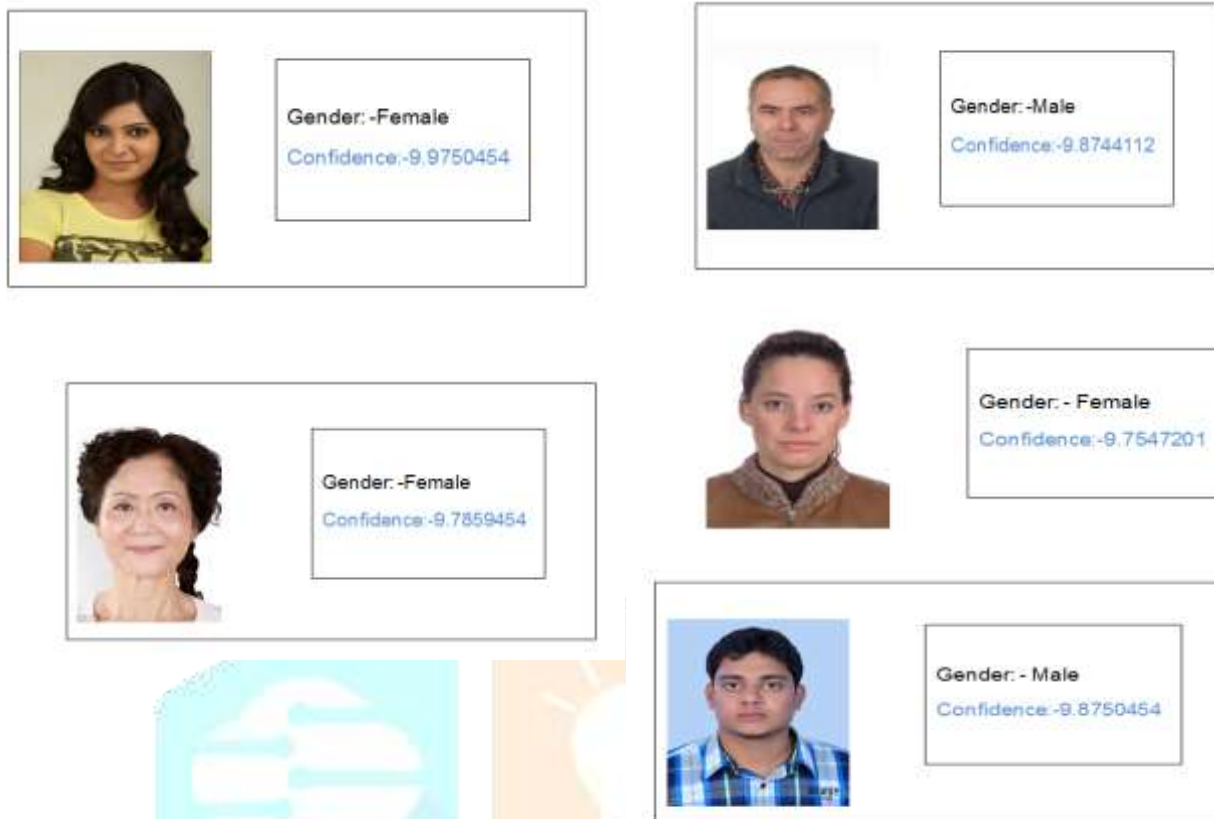 Gender: -Female
Confidence:-9.9750454
Gender: -Male
Confidence:-9.8744112
Gender: - Female
Confidence:-9.7547201
Gender: -Female
Confidence:-9.7859454
Gender: - Male
Confidence:-9.8750454